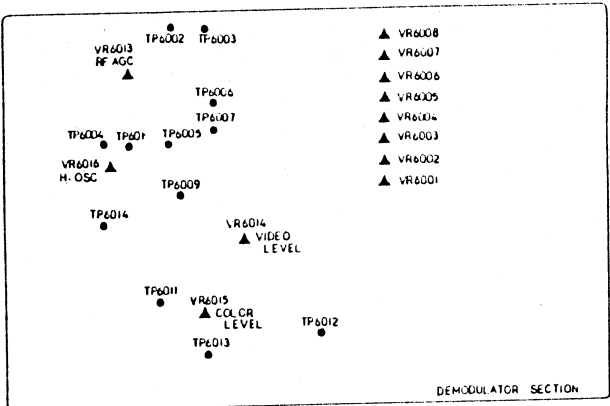 TP6002 TP6003
VR6008
VR6013
RF AGC
VR6007
VR6006
TP6006
VR6005
TP6007
VR6004
TP6004 TP601 TP6005
VR6003
VR6016
H. OSC
VR6002
TP6009
VR6001
TP6014
VR6014
VIDEO
LEVEL
TP6011
VR6015
COLOR
LEVEL
TP6012
TP6013
DEMODULATOR SECTION